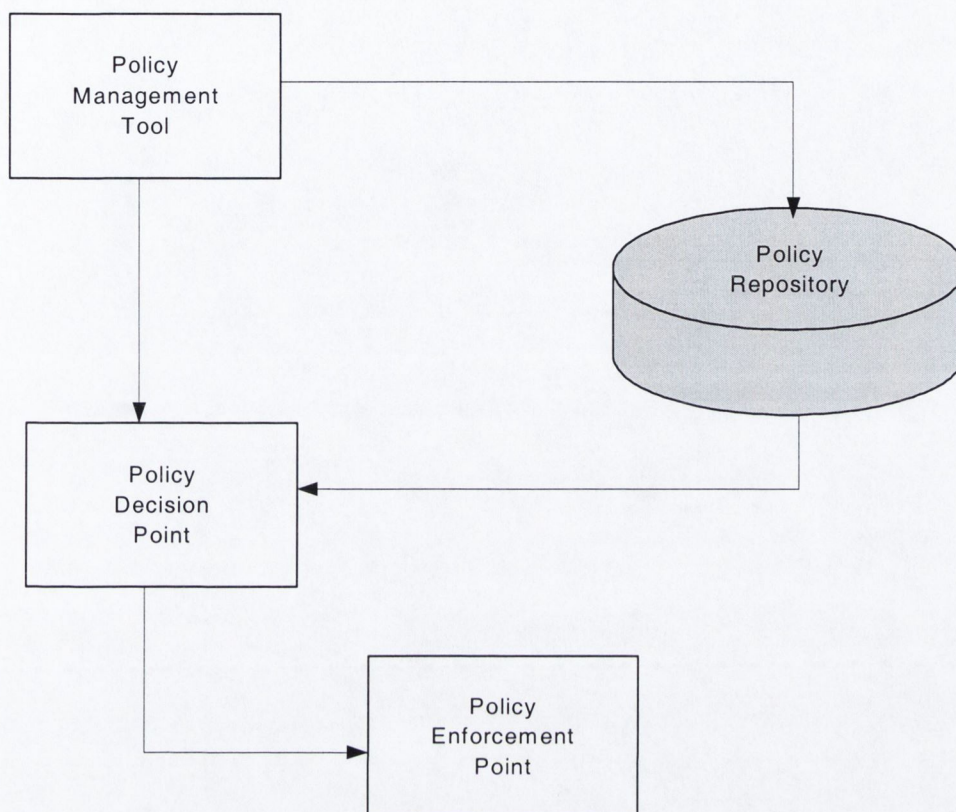 Policy
Management
Tool
Policy
Repository
Policy
Decision
Point
Policy
Enforcement
Point